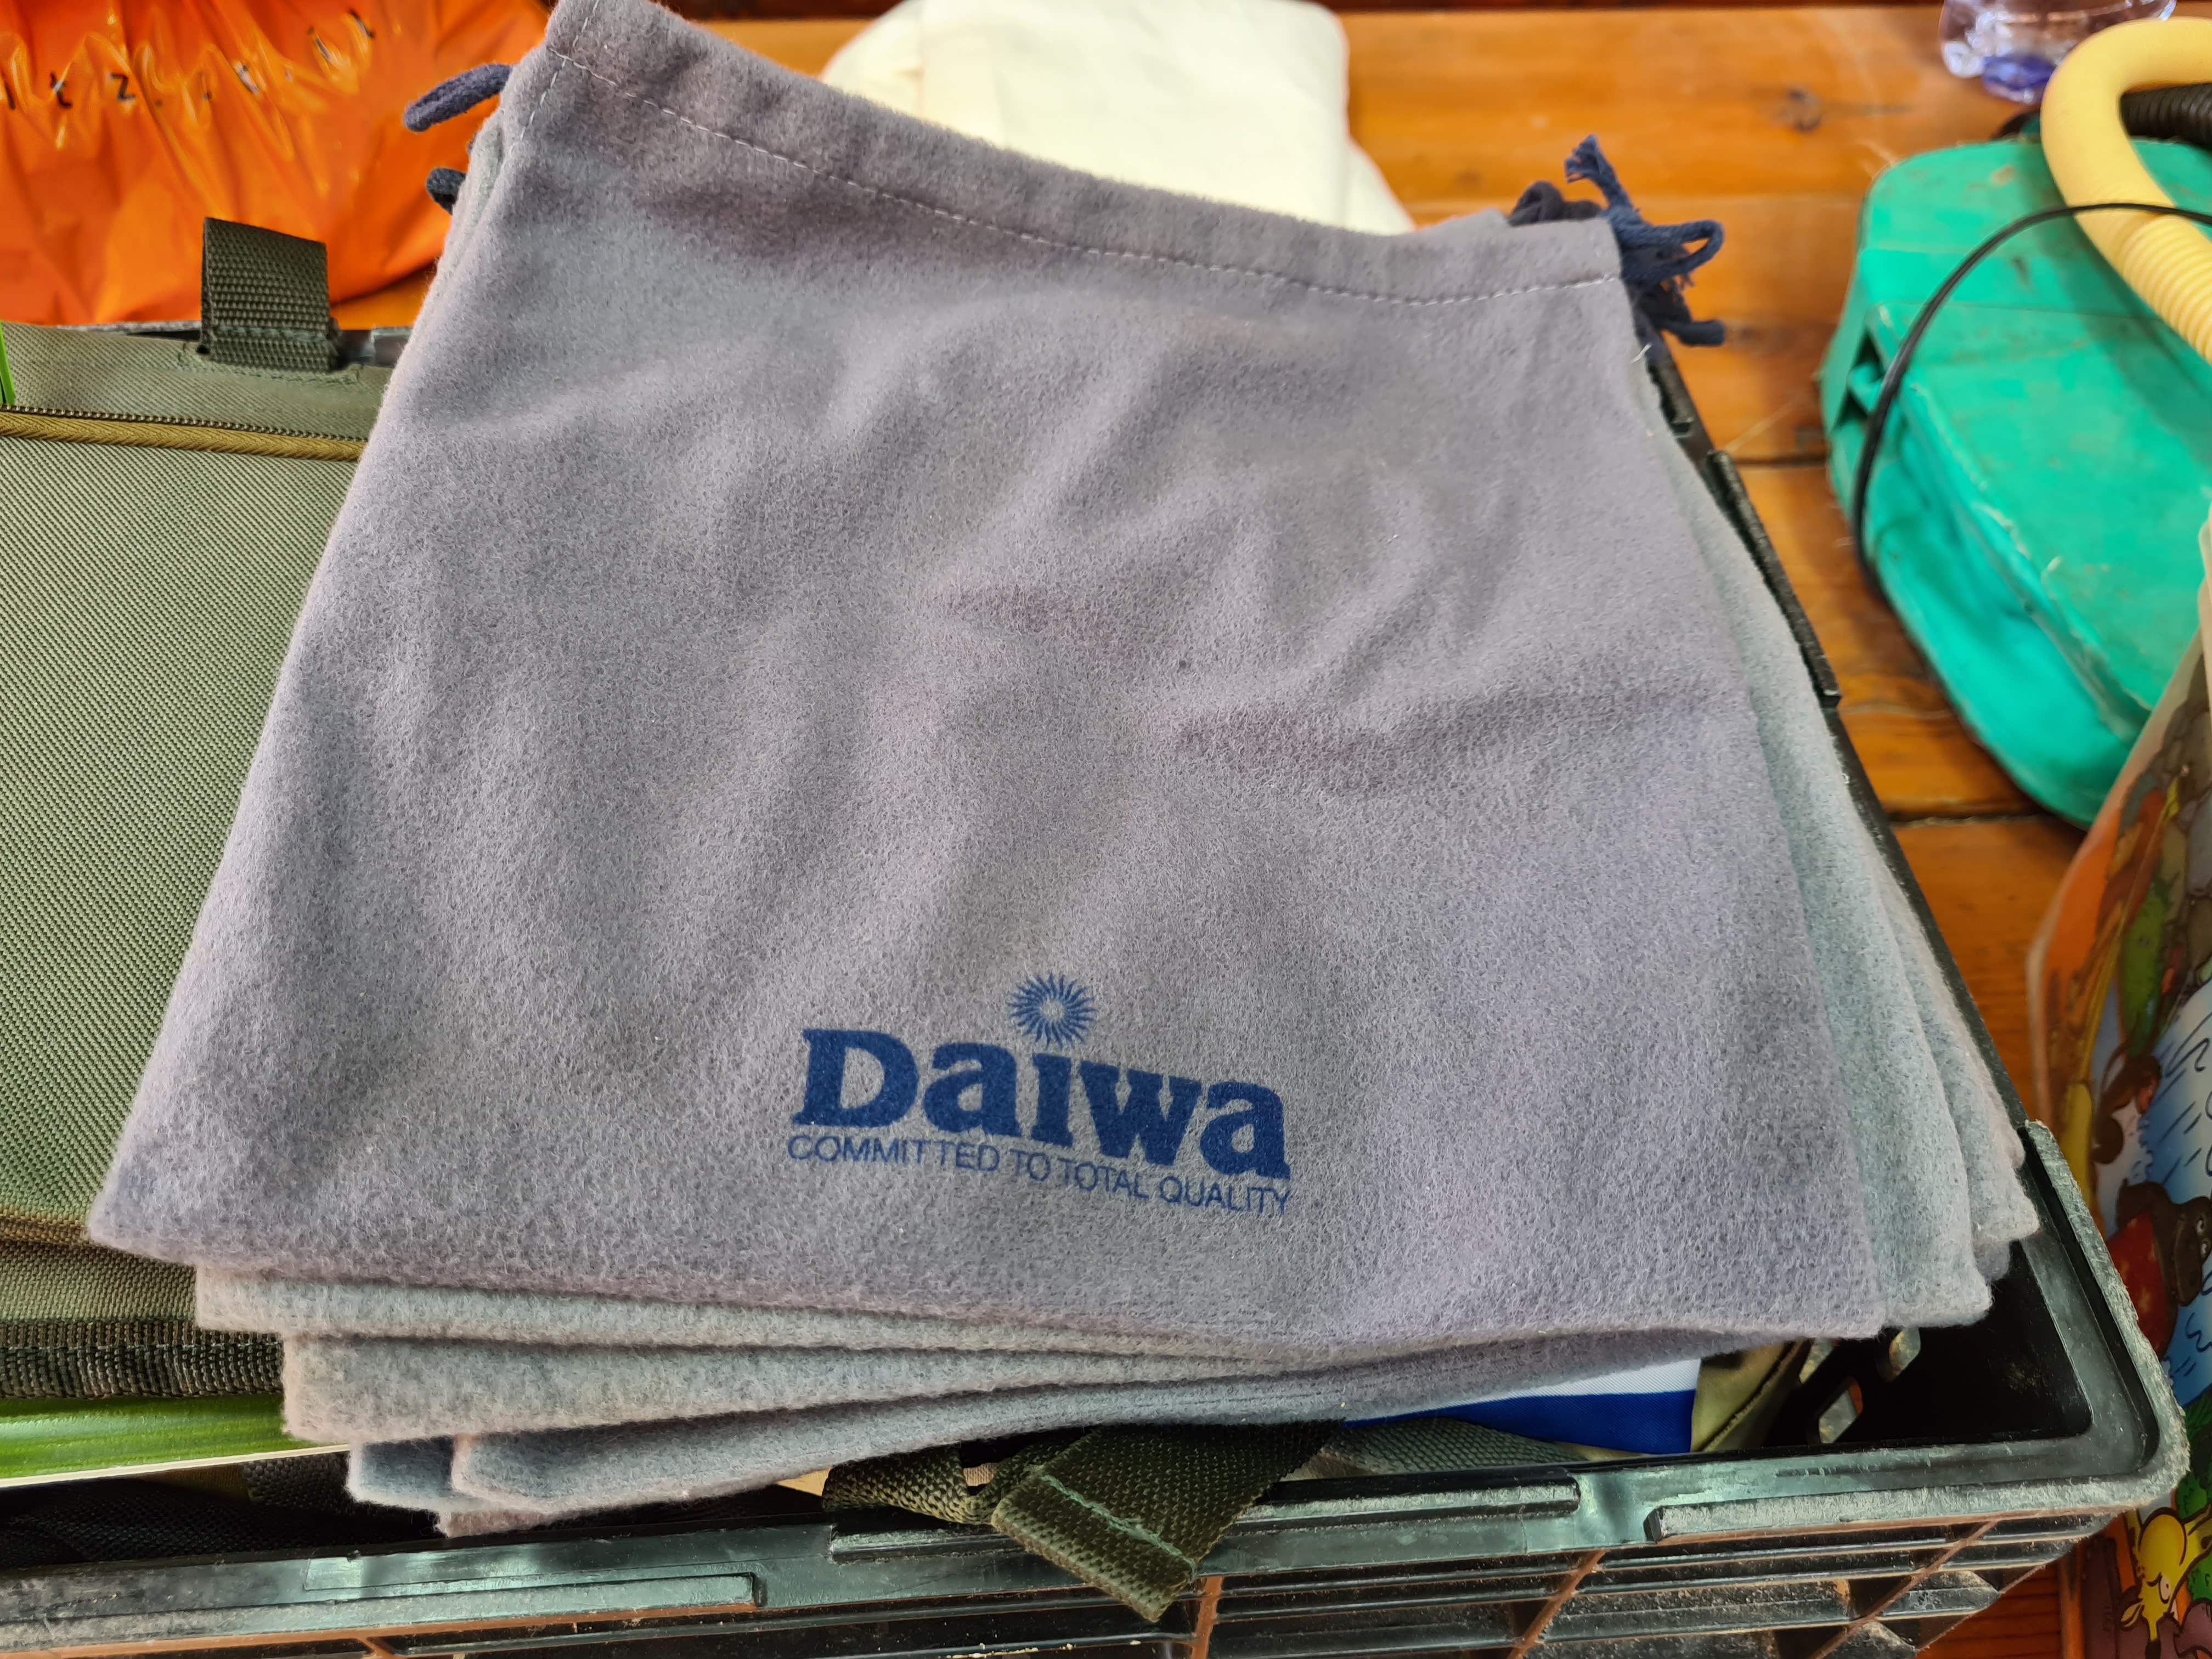 Daiwa
COMMITTED TO TOTAL QUALITY